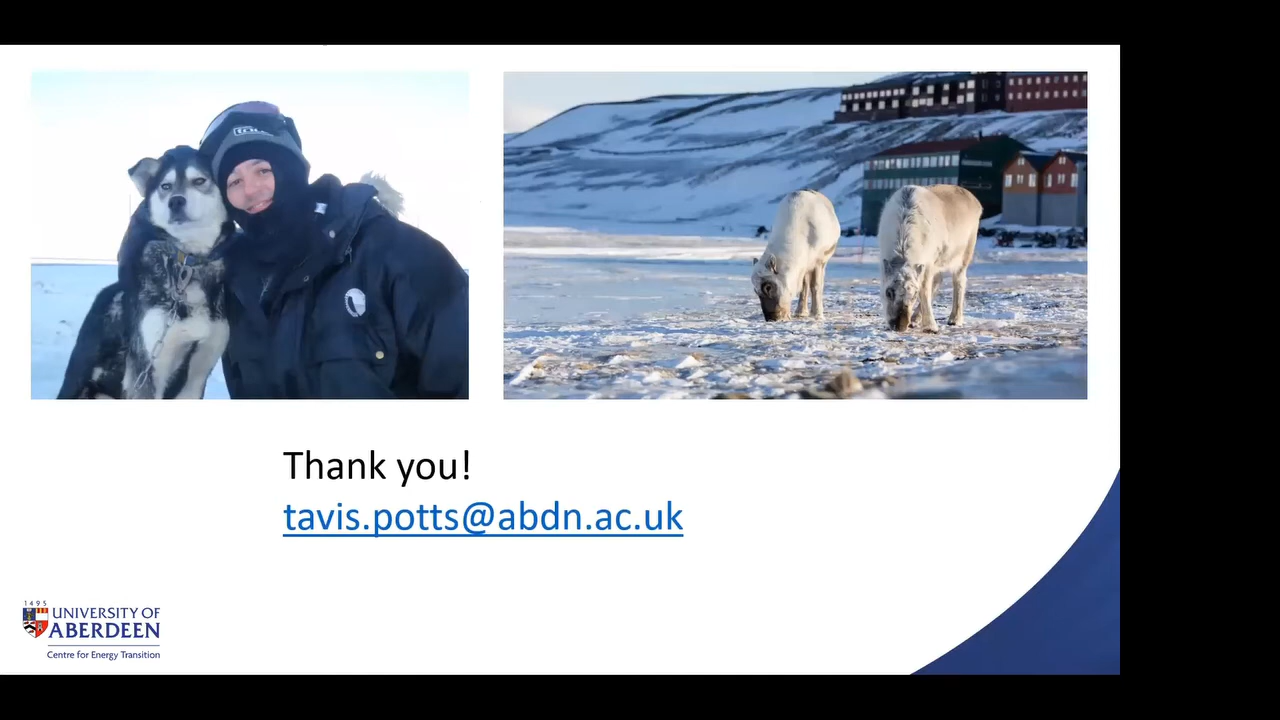 Thank you!
tavis.potts@abdn.ac.uk
1495
UNIVERSITY OF
ABERDEEN
Centre for Energy Transition